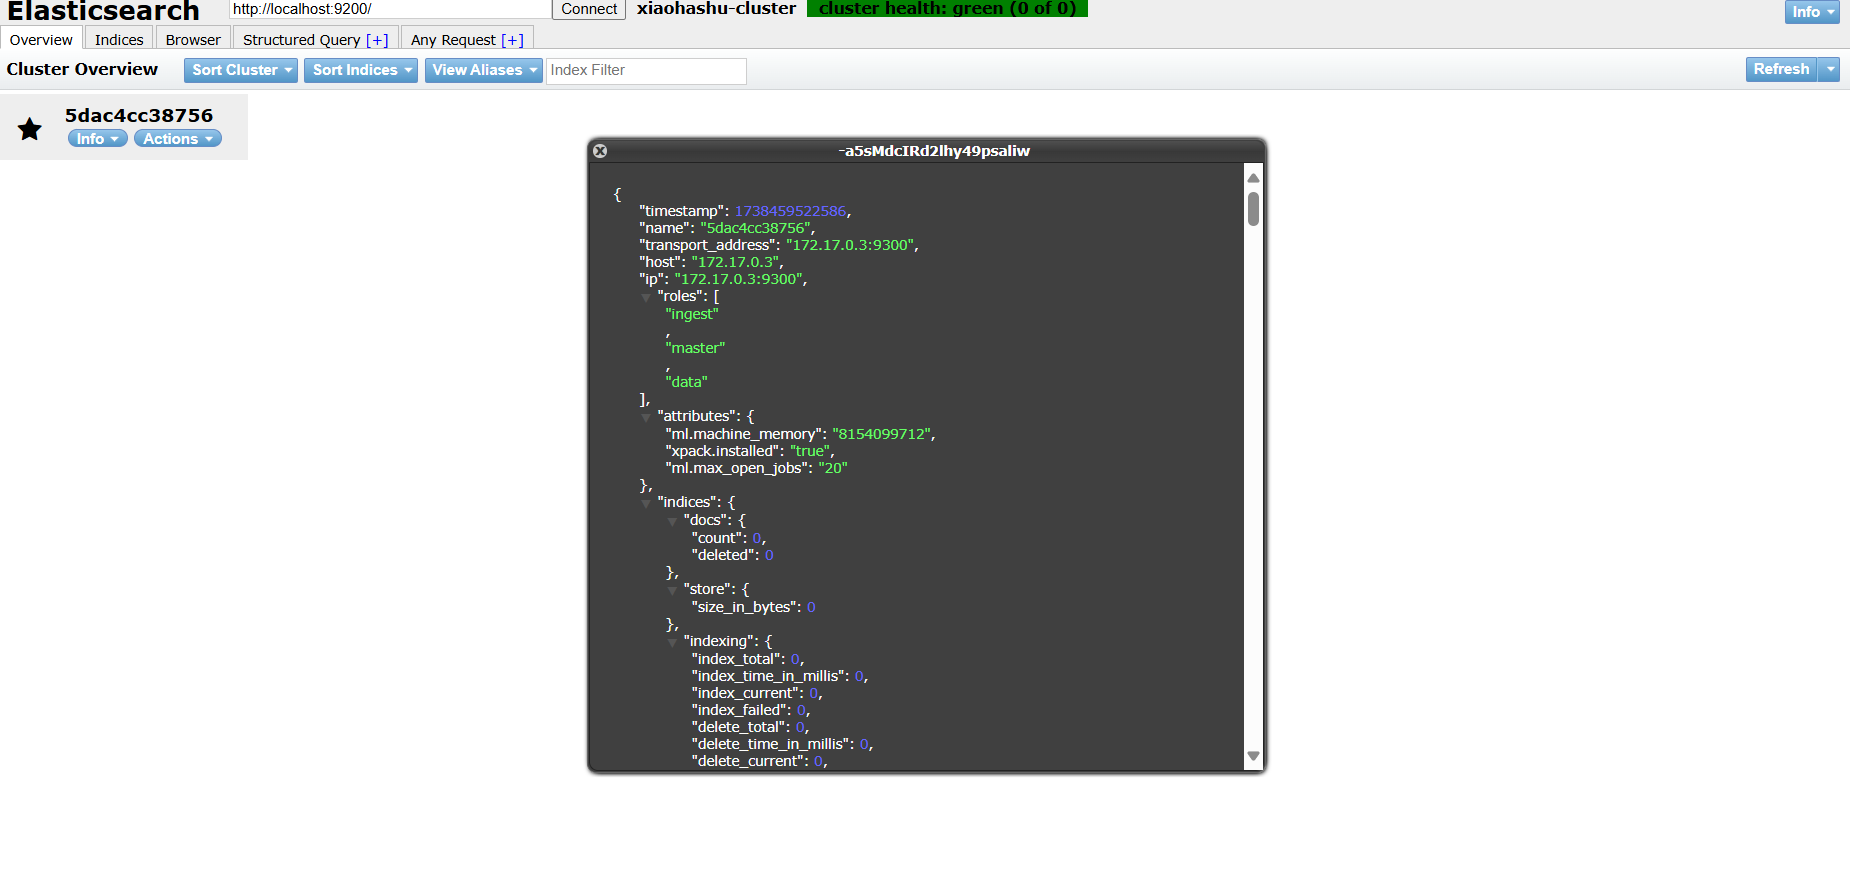 Elasticsearch http://localhost:9200/ Connect xiaohashu-cluster cluster health: green (0 of 0) Info
Overview Indices Browser Structured Query [+] Any Request [+]
Cluster Overview Sort Cluster Sort Indices View Aliases Index Filter Refresh
5dac4cc38756
Info Actions
-a5sMdcIRd2lhy49psaliw
{
"timestamp": 1738459522586,
"name": "5dac4cc38756",
"transport_address": "172.17.0.3:9300",
"host": "172.17.0.3",
"ip": "172.17.0.3:9300",
"roles": [
"ingest"
,
"master"
,
"data"
],
"attributes": {
"ml.machine_memory": "8154099712",
"xpack.installed": "true",
"ml.max_open_jobs": "20"
},
"indices": {
"docs": {
"count": 0,
"deleted": 0
},
"store": {
"size_in_bytes": 0
},
"indexing": {
"index_total": 0,
"index_time_in_millis": 0,
"index_current": 0,
"index_failed": 0,
"delete_total": 0,
"delete_time_in_millis": 0,
"delete_current": 0,